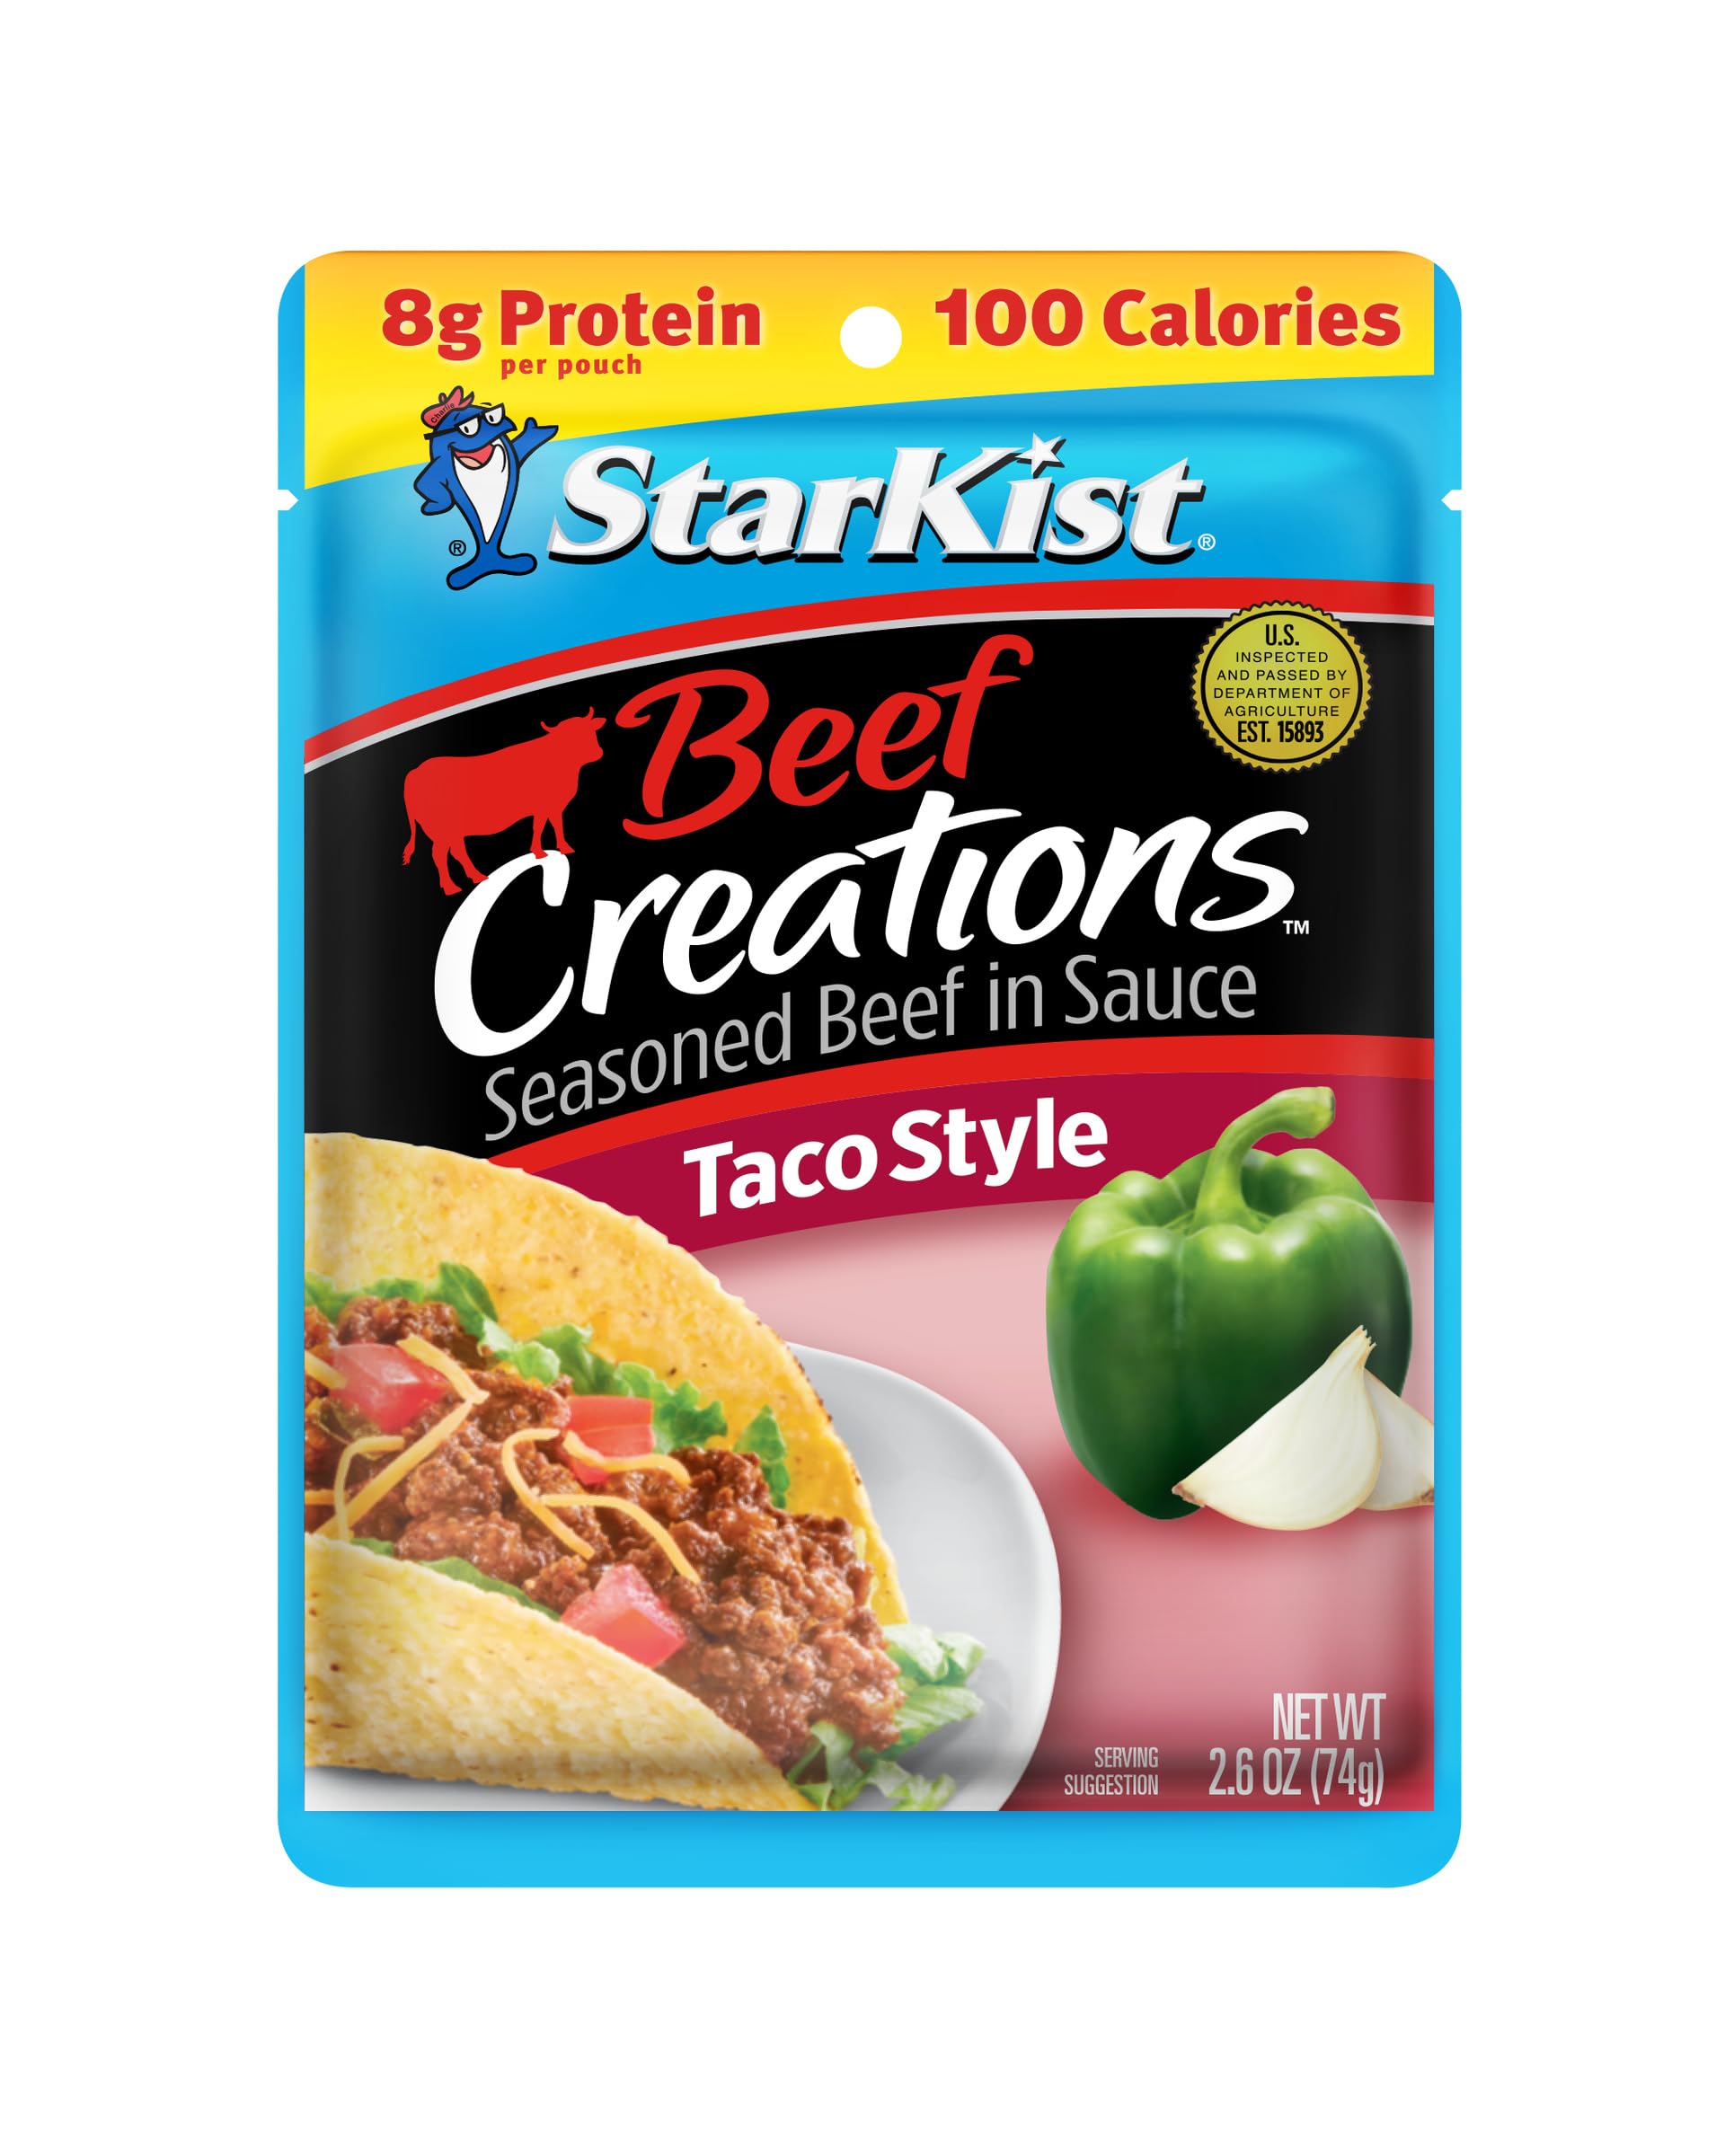 8g Protein
per pouch
100 Calories
Charlie
®
StarKist®
U.S.
INSPECTED
AND PASSED BY
DEPARTMENT OF
AGRICULTURE
EST. 15893
Beef
Creations™
Seasoned Beef in Sauce
Taco Style
SERVING
SUGGESTION
NET WT
2.6 OZ (74g)